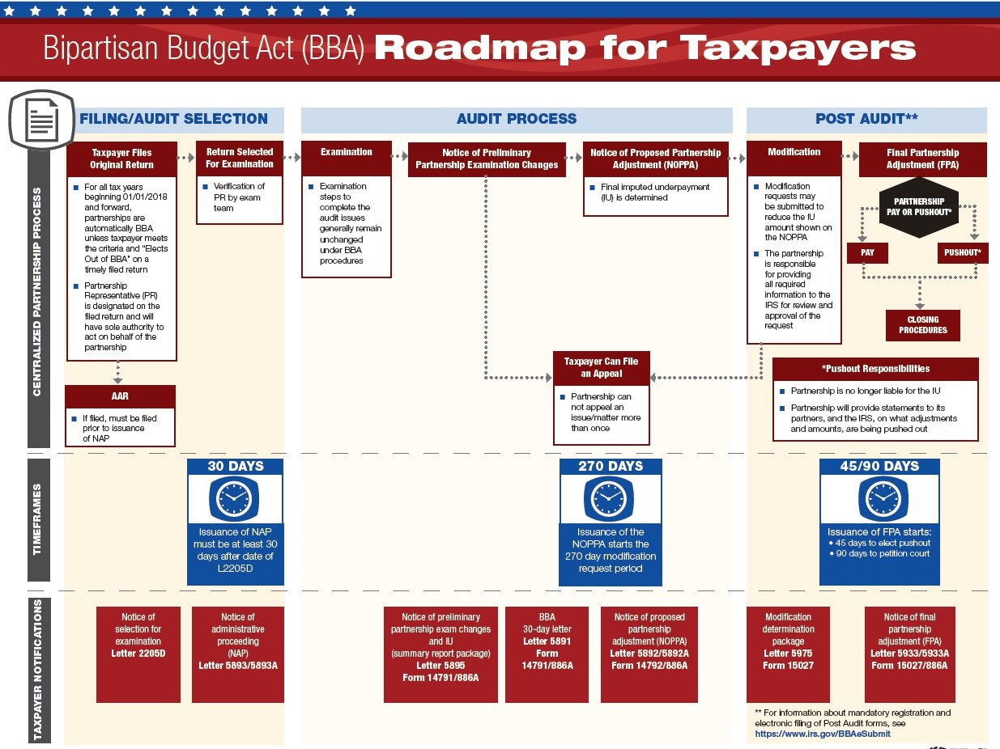 Bipartisan Budget Act (BBA) Roadmap for Taxpayers
FILING/AUDIT SELECTION
AUDIT PROCESS
POST AUDIT**
CENTRALIZED PARTNERSHIP PROCESS
Taxpayer Files
Original Return
■ For all tax years
beginning 01/01/2018
and forward,
partnerships are
automatically BBA
unless taxpayer meets
the criteria and "Elects
Out of BBA" on a
timely filed return
■ Partnership
Representative (PR)
is designated on the
filed return and will
have sole authority to
act on behalf of the
partnership
AAR
■ If filed, must be filed
prior to issuance
of NAP
Return Selected
For Examination
■ Verification of
PR by exam
team
Examination
■ Examination
steps to
complete the
audit issues
generally remain
unchanged
under BBA
procedures
Notice of Preliminary
Partnership Examination Changes
Notice of Proposed Partnership
Adjustment (NOPPA)
■ Final imputed underpayment
(IU) is determined
Taxpayer Can File
an Appeal
■ Partnership can
not appeal an
issue/matter more
than once
Modification
■ Modification
requests may
be submitted to
reduce the IU
amount shown on
the NOPPA
■ The partnership
is responsible
for providing
all required
information to the
IRS for review and
approval of the
request
Final Partnership
Adjustment (FPA)
PARTNERSHIP
PAY OR PUSHOUT*
PAY
PUSHOUT*
CLOSING
PROCEDURES
*Pushout Responsibilities
■ Partnership is no longer liable for the IU
■ Partnership will provide statements to its
partners, and the IRS, on what adjustments
and amounts, are being pushed out
TIMEFRAMES
30 DAYS
Issuance of NAP
must be at least 30
days after date of
L2205D
270 DAYS
Issuance of the
NOPPA starts the
270 day modification
request period
45/90 DAYS
Issuance of FPA starts:
• 45 days to elect pushout
• 90 days to petition court
TAXPAYER NOTIFICATIONS
Notice of
selection for
examination
Letter 2205D
Notice of
administrative
proceeding
(NAP)
Letter 5893/5893A
Notice of preliminary
partnership exam changes
and IU
(summary report package)
Letter 5895
Form 14791/886A
BBA
30-day letter
Letter 5891
Form
14791/886A
Notice of proposed
partnership
adjustment (NOPPA)
Letter 5892/5892A
Form 14792/886A
Modification
determination
package
Letter 5975
Form 15027
Notice of final
partnership
adjustment (FPA)
Letter 5933/5933A
Form 15027/886A
** For information about mandatory registration and
electronic filing of Post Audit forms, see
https://www.irs.gov/BBAeSubmit